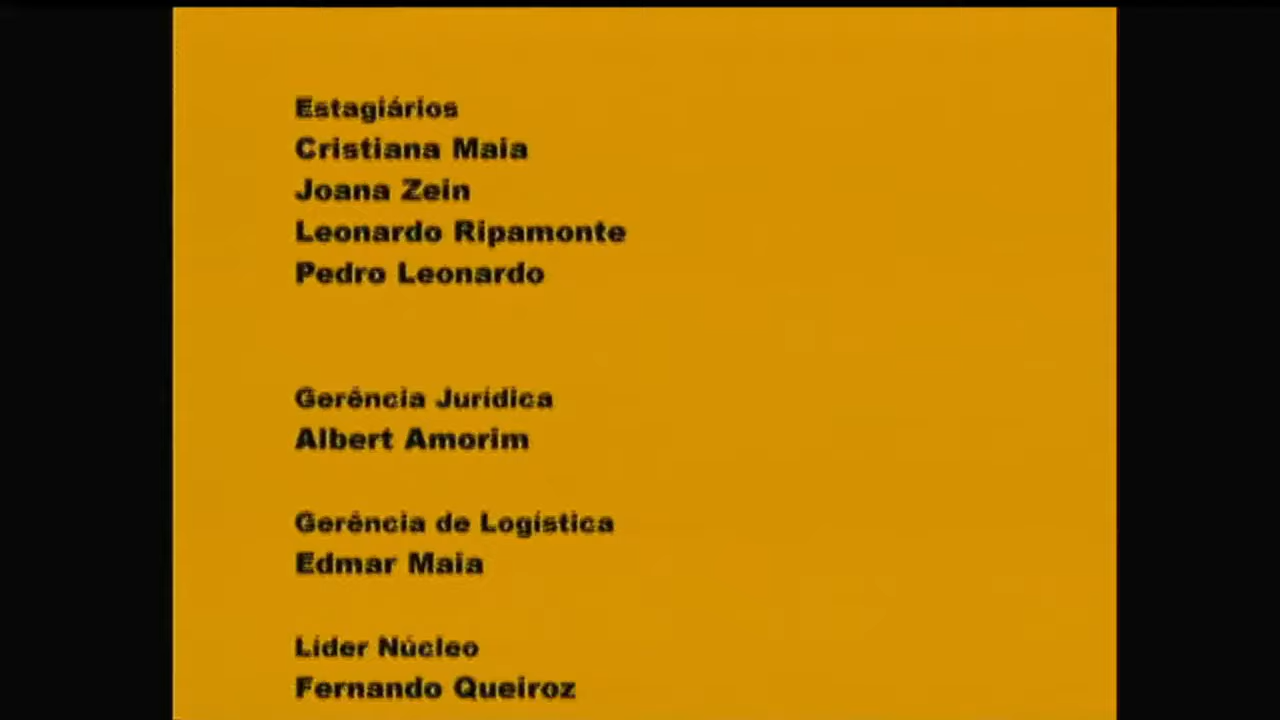 Estagiários
Cristiana Maia
Joana Zein
Leonardo Ripamonte
Pedro Leonardo
Gerência Jurídica
Albert Amorim
Gerência de Logística
Edmar Maia
Líder Núcleo
Fernando Queiroz